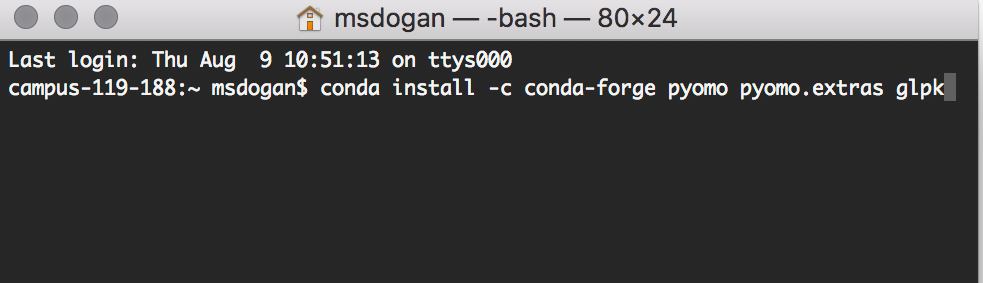 msdogan — -bash — 80×24
Last login: Thu Aug  9 10:51:13 on ttys000
campus-119-188:~ msdogan$ conda install -c conda-forge pyomo pyomo.extras glpk